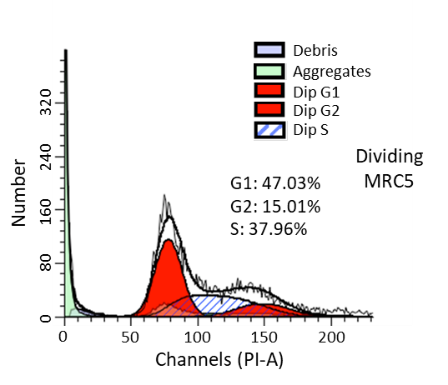 Debris
Aggregates
Dip G1
Dip G2
Dip S
Dividing
MRC5
G1: 47.03%
G2: 15.01%
S: 37.96%
Number
0
80
160
240
320
0
50
100
150
200
Channels (PI-A)